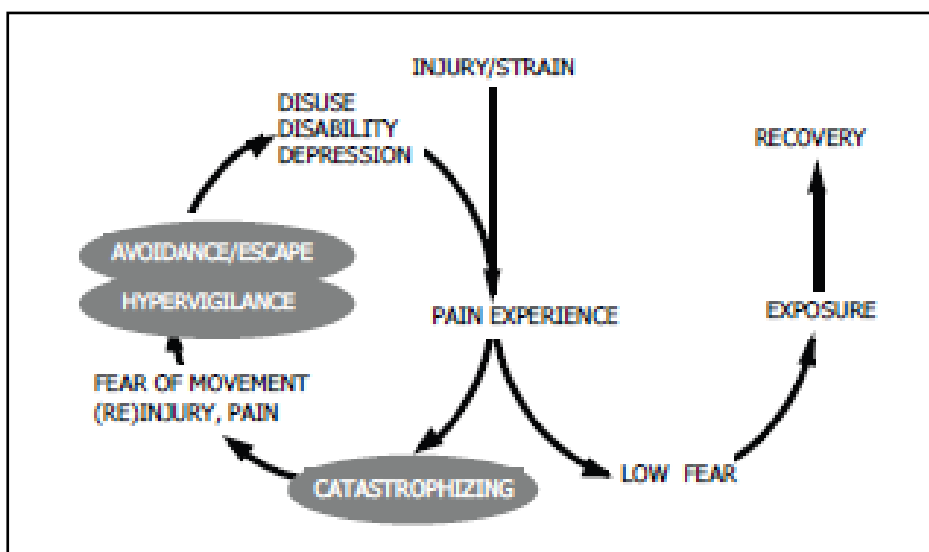 INJURY/STRAIN
DISUSE
DISABILITY
DEPRESSION
RECOVERY
AVOIDANCE/ESCAPE
HYPERVIGILANCE
PAIN EXPERIENCE
EXPOSURE
FEAR OF MOVEMENT
(RE)INJURY, PAIN
CATASTROPHIZING
LOW FEAR